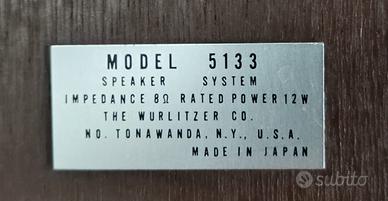 MODEL 5133
SPEAKER SYSTEM
IMPEDANCE 8Ω RATED POWER 12W
THE WURLITZER CO.
NO. TONAWANDA, N.Y., U.S.A.
MADE IN JAPAN
subito